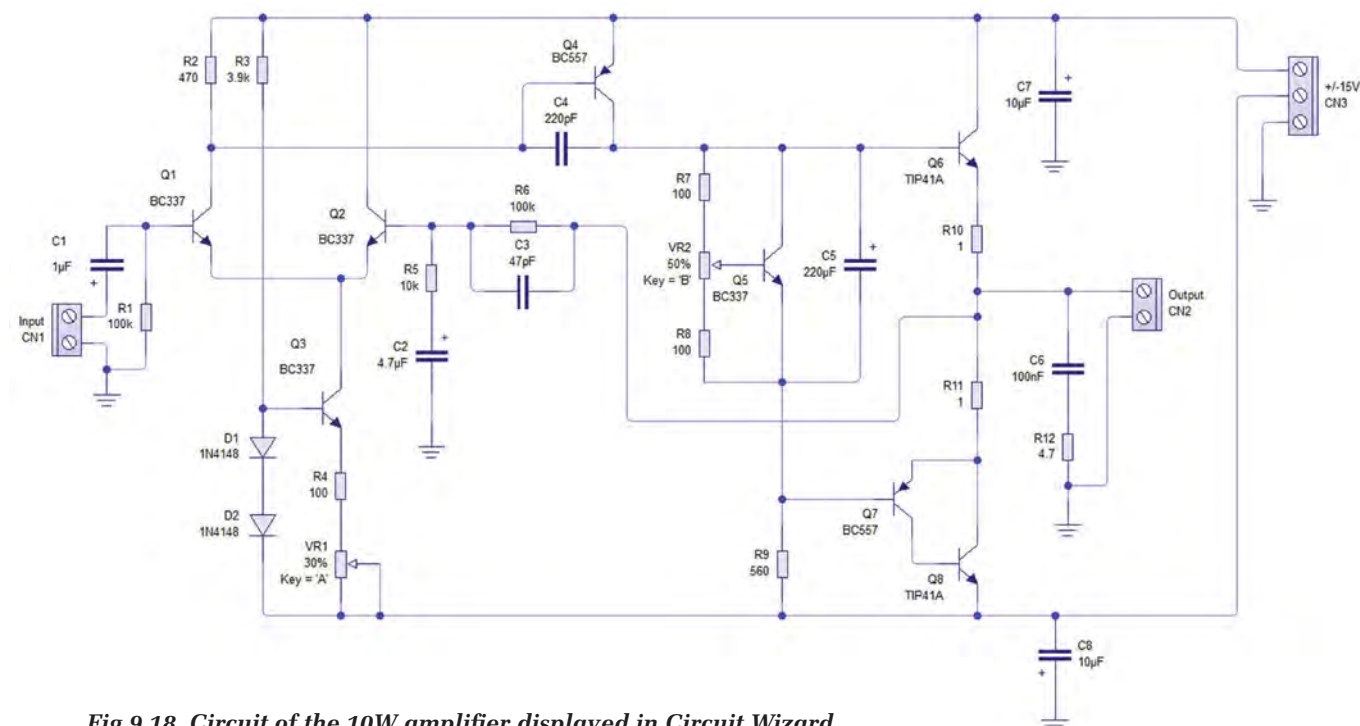 R2
470
R3
3.9k
Q4
BC557
C4
220pF
C7
10µF
+
+/-15V
CN3
Q1
BC337
Q2
BC337
R6
100k
C3
47pF
R7
100
VR2
50%
Key = 'B'
Q5
BC337
C5
220µF
+
Q6
TIP41A
R10
1
C1
1µF
+
Input
CN1
R1
100k
R5
10k
C2
4.7µF
+
R8
100
Output
CN2
Q3
BC337
C6
100nF
R11
1
R12
4.7
D1
1N4148
R4
100
D2
1N4148
VR1
30%
Key = 'A'
R9
560
Q7
BC557
Q8
TIP41A
C8
10µF
+
Fig.9.18. Circuit of the 10W amplifier displayed in Circuit Wizard